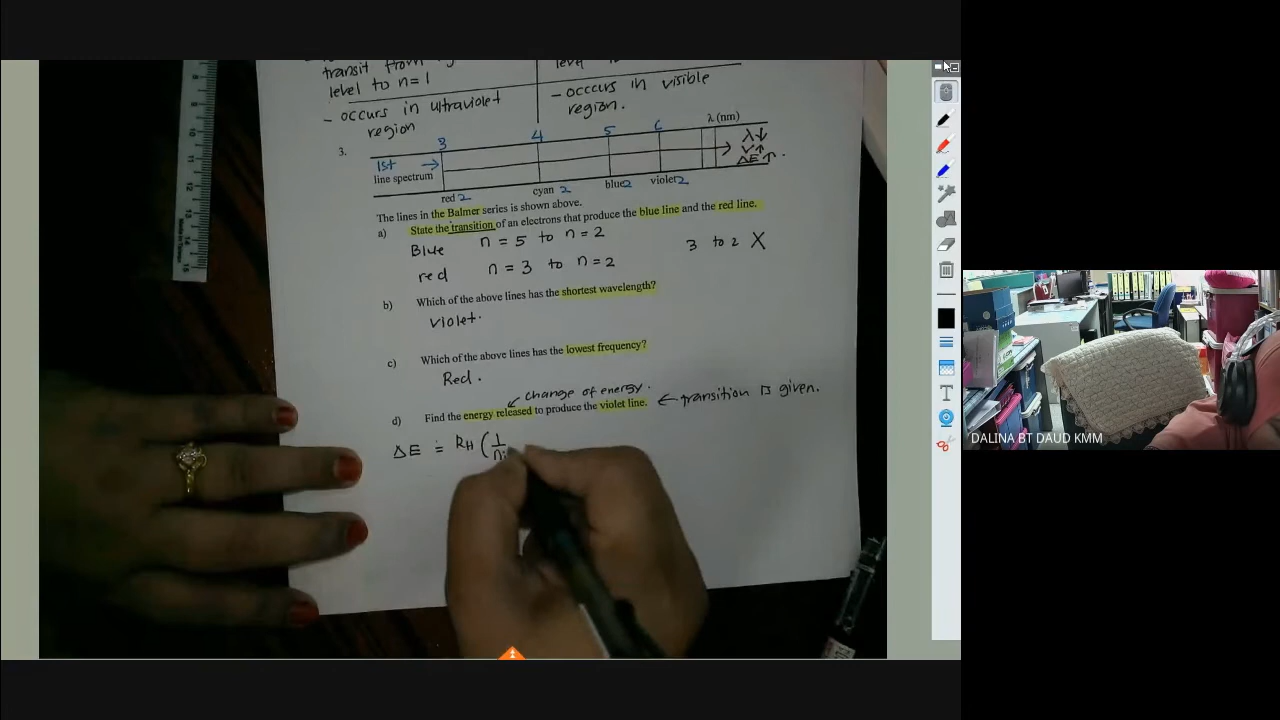 transit from
level to n=1
level
- occurs in ultraviolet region
- occcurs in visible region.
3.
1st
line spectrum
3
4
5
6
λ (nm)
λ↓
ν↑
ΔE↑.
red 2
cyan 2
blue2
violet2
The lines in the Balmer series is shown above.
a) State the transition of an electrons that produce the blue line and the red line.
Blue n = 5 to n = 2
3 to 2 X
red n = 3 to n = 2
b) Which of the above lines has the shortest wavelength?
violet.
c) Which of the above lines has the lowest frequency?
Red.
change of energy.
d) Find the energy released to produce the violet line. ← transition is given.
ΔE = RH ( 1
ni
DALINA BT DAUD KMM
T